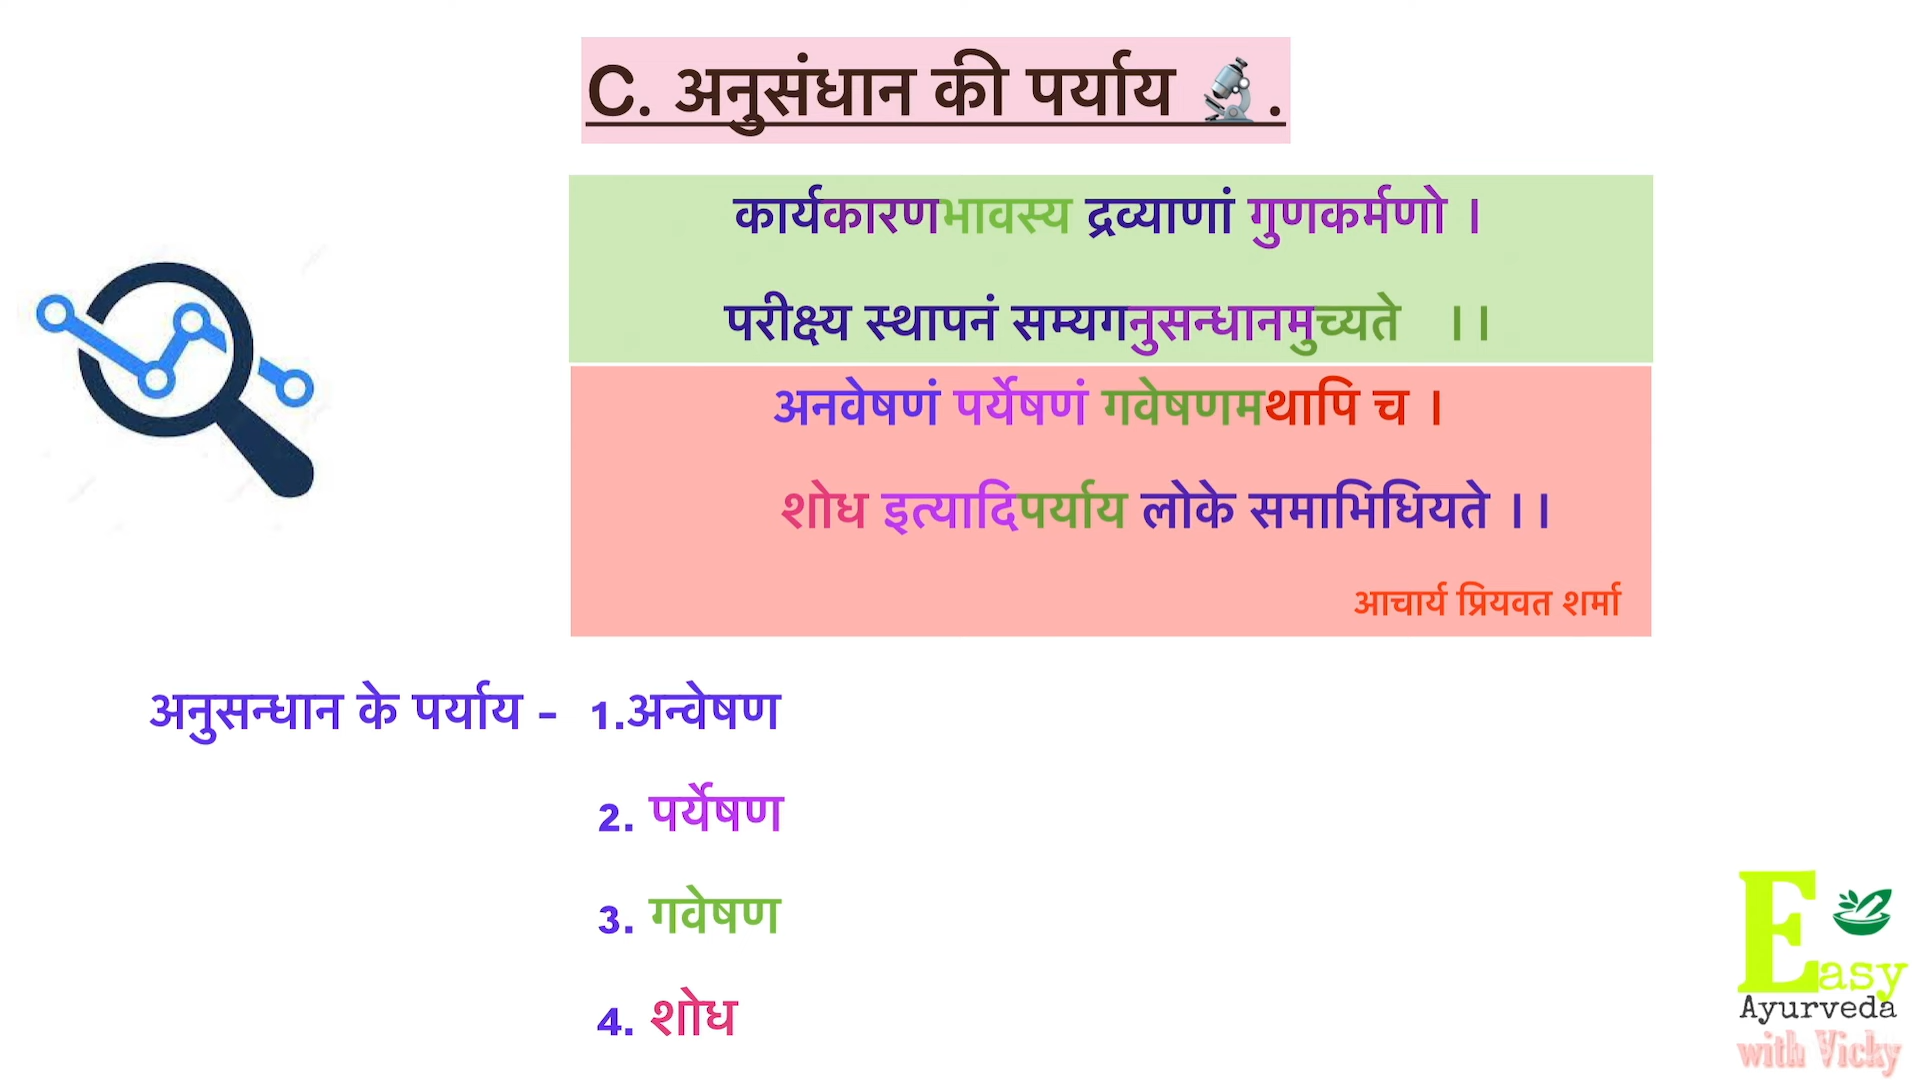 C. अनुसंधान की पर्याय 🔬.
कार्यकारणभावस्य द्रव्याणां गुणकर्मणो ।
परीक्ष्य स्थापनं सम्यगनुसन्धानमुच्यते ।।
अनवेषणं पर्येषणं गवेषणमथापि च ।
शोध इत्यादिपर्याय लोके समाभिधियते ।।
आचार्य प्रियवत शर्मा
अनुसन्धान के पर्याय - 1.अन्वेषण
2. पर्येषण
3. गवेषण
4. शोध
Easy
Ayurveda
with Vicky